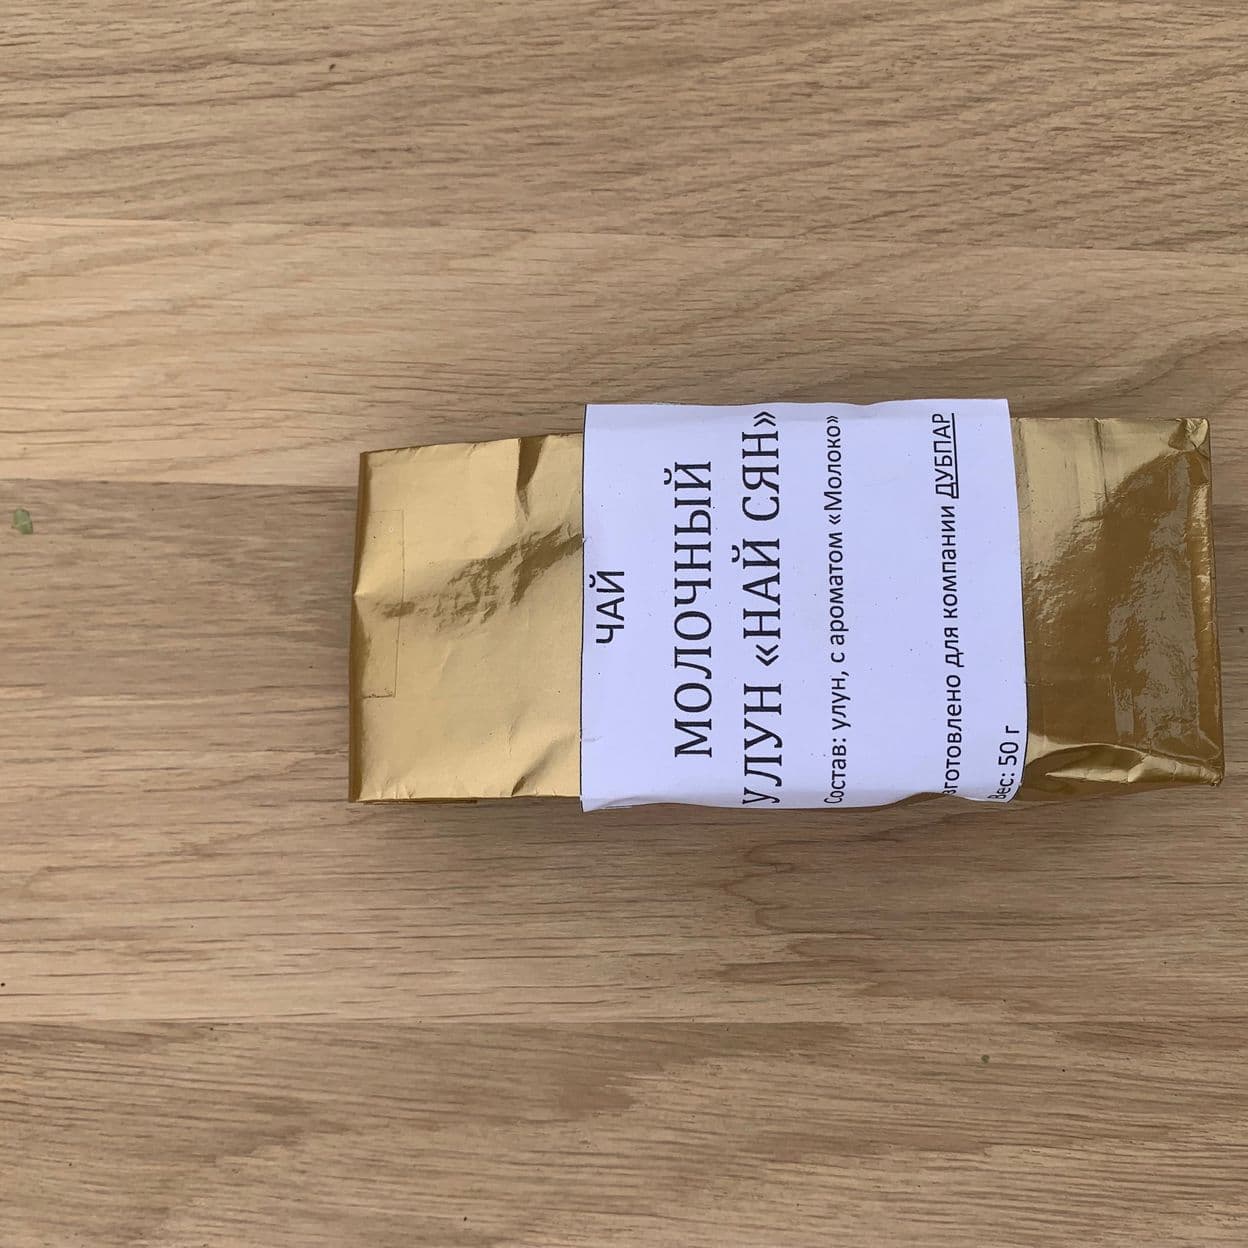 ЧАЙ
МОЛОЧНЫЙ
УЛУН «НАЙ СЯН»
Состав: улун, с ароматом «Молоко»
зготовлено для компании ДУБПАР
Вес: 50 г